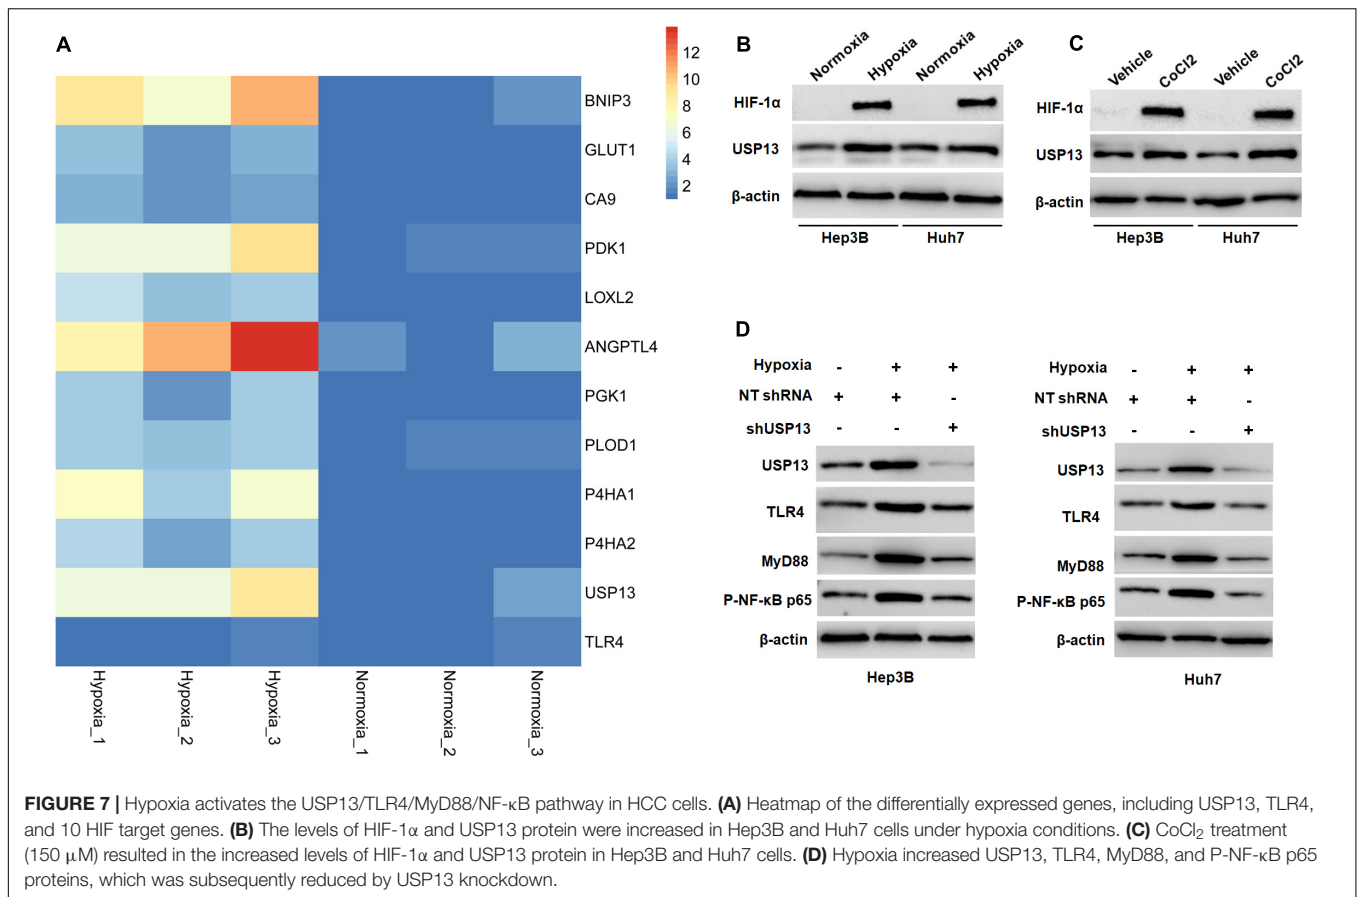 A
12
10
8
6
4
2
BNIP3
GLUT1
CA9
PDK1
LOXL2
ANGPTL4
PGK1
PLOD1
P4HA1
P4HA2
USP13
TLR4
Hypoxia_1
Hypoxia_2
Hypoxia_3
Normoxia_1
Normoxia_2
Normoxia_3
B
Normoxia Hypoxia Normoxia Hypoxia
HIF-1α
USP13
β-actin
Hep3B Huh7
C
Vehicle CoCl2 Vehicle CoCl2
HIF-1α
USP13
β-actin
Hep3B Huh7
D
Hypoxia - + +
NT shRNA + + -
shUSP13 - - +
USP13
TLR4
MyD88
P-NF-κB p65
β-actin
Hep3B
Hypoxia - + +
NT shRNA + + -
shUSP13 - - +
USP13
TLR4
MyD88
P-NF-κB p65
β-actin
Huh7
FIGURE 7 | Hypoxia activates the USP13/TLR4/MyD88/NF-κB pathway in HCC cells. (A) Heatmap of the differentially expressed genes, including USP13, TLR4,
and 10 HIF target genes. (B) The levels of HIF-1α and USP13 protein were increased in Hep3B and Huh7 cells under hypoxia conditions. (C) CoCl2 treatment
(150 μM) resulted in the increased levels of HIF-1α and USP13 protein in Hep3B and Huh7 cells. (D) Hypoxia increased USP13, TLR4, MyD88, and P-NF-κB p65
proteins, which was subsequently reduced by USP13 knockdown.